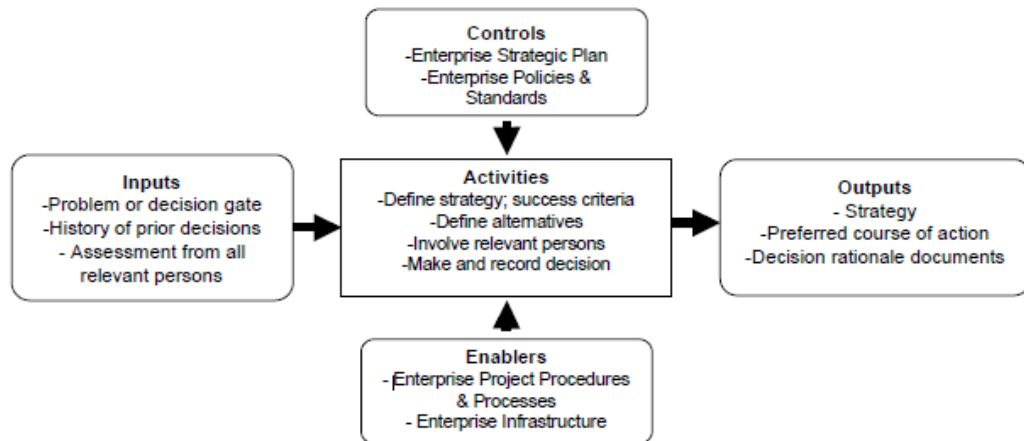 Controls
-Enterprise Strategic Plan
-Enterprise Policies &
Standards
Inputs
-Problem or decision gate
-History of prior decisions
- Assessment from all
relevant persons
Activities
-Define strategy; success criteria
-Define alternatives
-Involve relevant persons
-Make and record decision
Outputs
- Strategy
-Preferred course of action
-Decision rationale documents
Enablers
- Enterprise Project Procedures
& Processes
- Enterprise Infrastructure